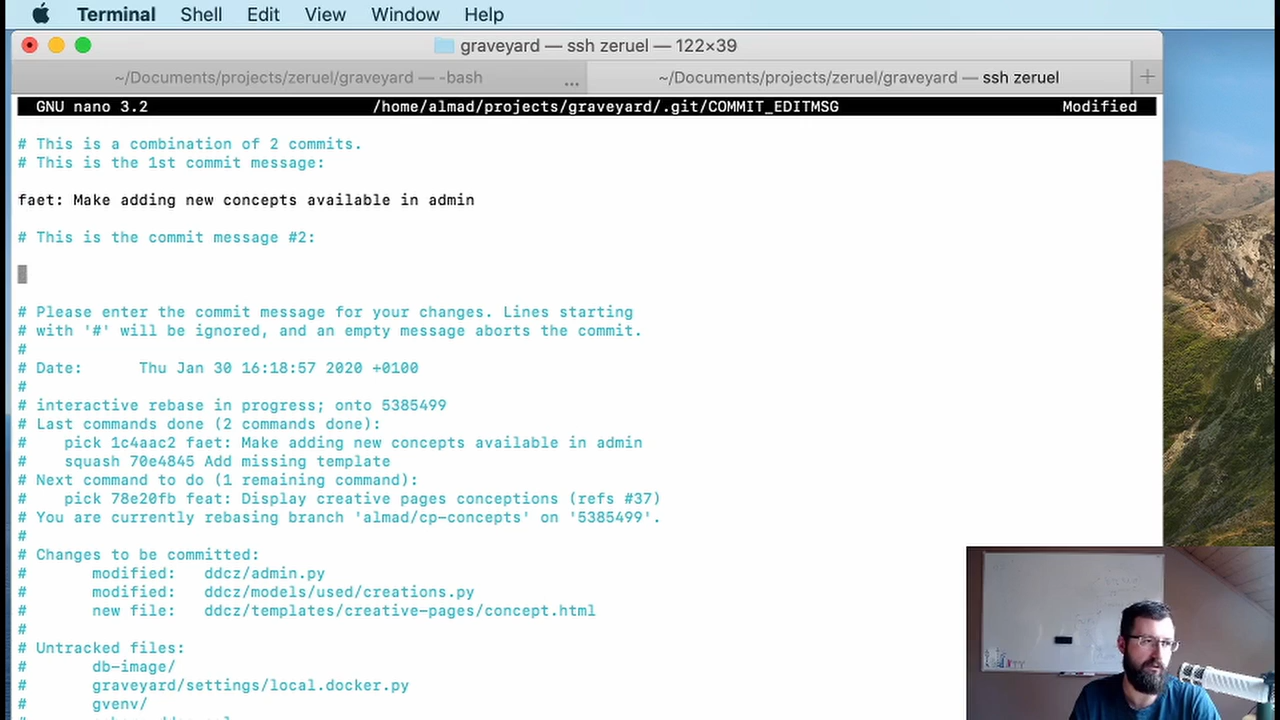 Terminal Shell Edit View Window Help
graveyard — ssh zeruel — 122×39
~/Documents/projects/zeruel/graveyard — -bash ... ~/Documents/projects/zeruel/graveyard — ssh zeruel +
GNU nano 3.2 /home/almad/projects/graveyard/.git/COMMIT_EDITMSG Modified
# This is a combination of 2 commits.
# This is the 1st commit message:
faet: Make adding new concepts available in admin
# This is the commit message #2:
# Please enter the commit message for your changes. Lines starting
# with '#' will be ignored, and an empty message aborts the commit.
#
# Date: Thu Jan 30 16:18:57 2020 +0100
#
# interactive rebase in progress; onto 5385499
# Last commands done (2 commands done):
# pick 1c4aac2 faet: Make adding new concepts available in admin
# squash 70e4845 Add missing template
# Next command to do (1 remaining command):
# pick 78e20fb feat: Display creative pages conceptions (refs #37)
# You are currently rebasing branch 'almad/cp-concepts' on '5385499'.
#
# Changes to be committed:
# modified: ddcz/admin.py
# modified: ddcz/models/used/creations.py
# new file: ddcz/templates/creative-pages/concept.html
#
# Untracked files:
# db-image/
# graveyard/settings/local.docker.py
# gvenv/